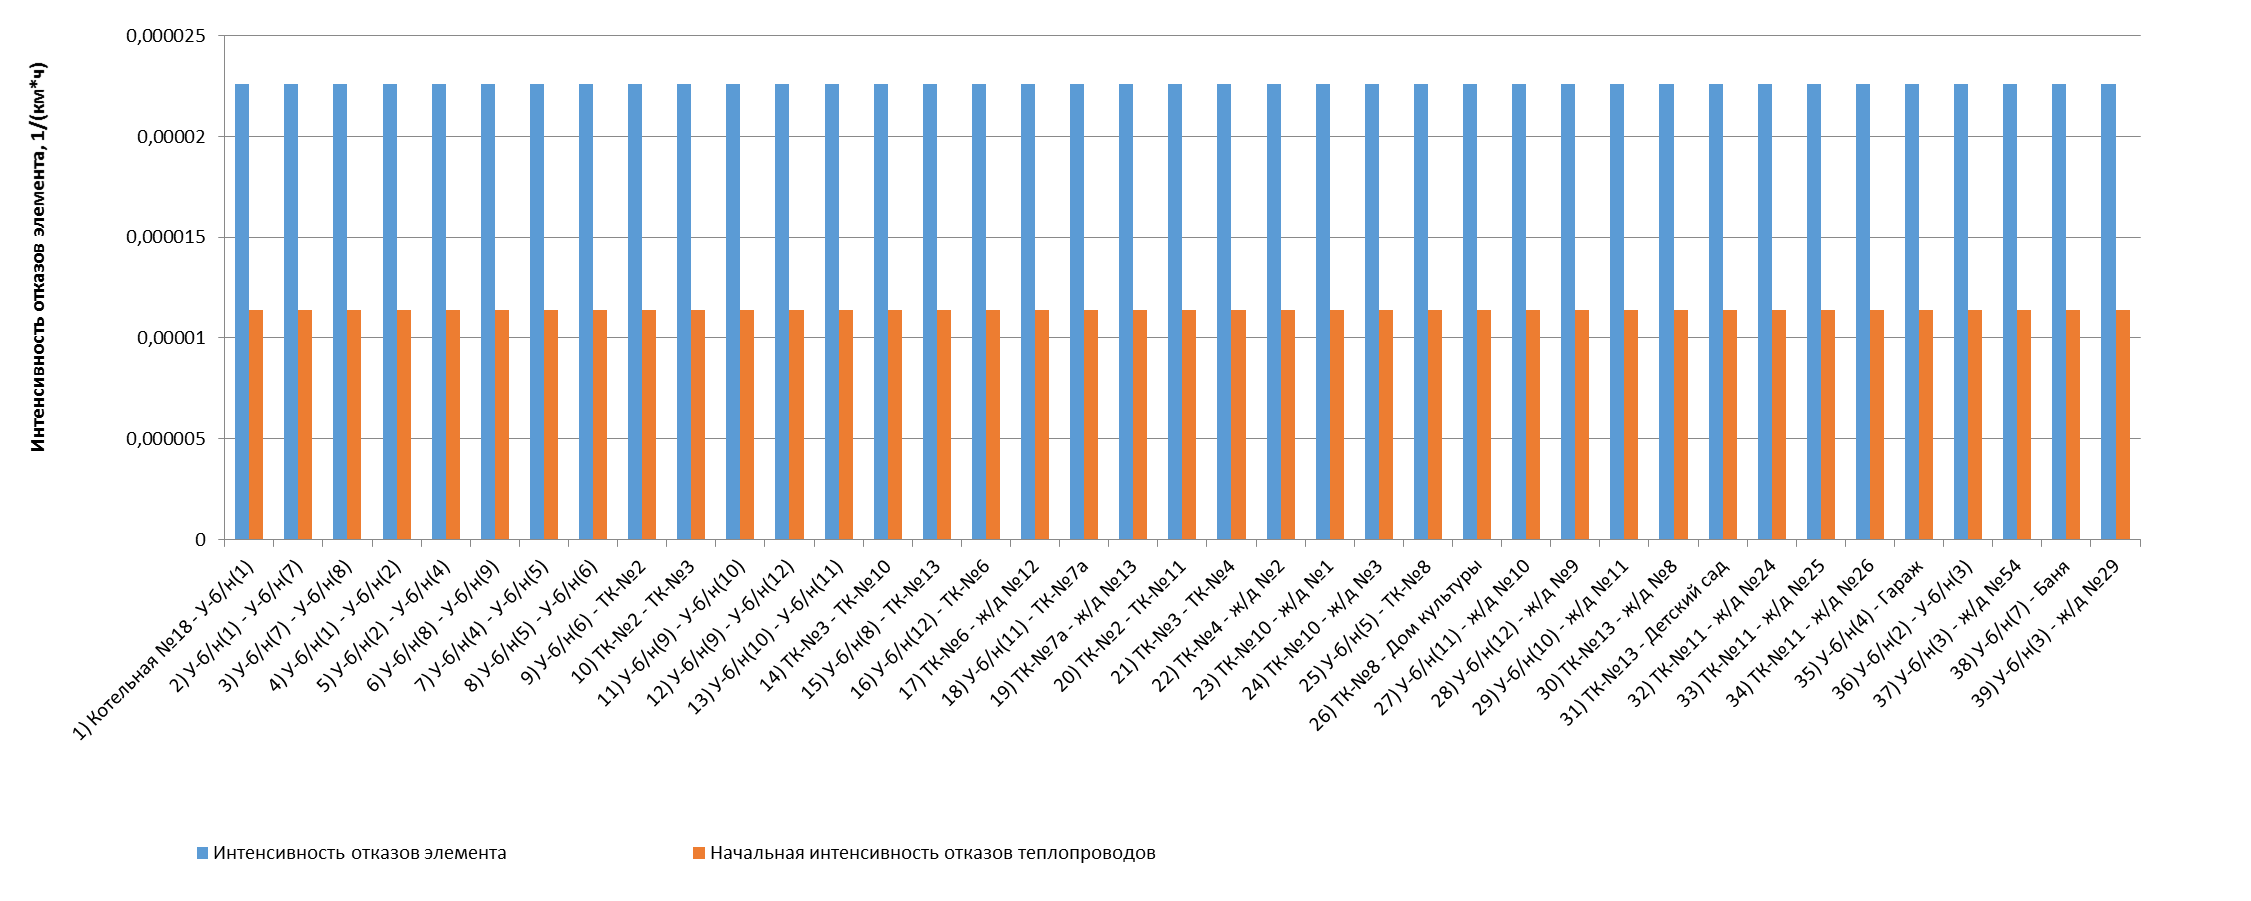 0,000025
0,00002
0,000015
0,00001
0,000005
0
Интенсивность отказов элемента, 1/(км*ч)
1) Котельная №18 - У-б/н(1)
2) У-б/н(1) - У-б/н(7)
3) У-б/н(7) - У-б/н(8)
4) У-б/н(1) - У-б/н(2)
5) У-б/н(2) - У-б/н(4)
6) У-б/н(8) - У-б/н(9)
7) У-б/н(4) - У-б/н(5)
8) У-б/н(5) - У-б/н(6)
9) У-б/н(6) - ТК-№2
10) ТК-№2 - ТК-№3
11) У-б/н(9) - У-б/н(10)
12) У-б/н(9) - У-б/н(12)
13) У-б/н(10) - У-б/н(11)
14) ТК-№3 - ТК-№10
15) У-б/н(8) - ТК-№13
16) У-б/н(12) - ТК-№6
17) ТК-№6 - ж/д №12
18) У-б/н(11) - ТК-№7а
19) ТК-№7а - ж/д №13
20) ТК-№2 - ТК-№11
21) ТК-№3 - ТК-№4
22) ТК-№4 - ж/д №2
23) ТК-№10 - ж/д №1
24) ТК-№10 - ж/д №3
25) У-б/н(5) - ТК-№8
26) ТК-№8 - Дом культуры
27) У-б/н(11) - ж/д №10
28) У-б/н(12) - ж/д №9
29) У-б/н(10) - ж/д №11
30) ТК-№13 - ж/д №8
31) ТК-№13 - Детский сад
32) ТК-№11 - ж/д №24
33) ТК-№11 - ж/д №25
34) ТК-№11 - ж/д №26
35) У-б/н(4) - Гараж
36) У-б/н(2) - У-б/н(3)
37) У-б/н(3) - ж/д №54
38) У-б/н(7) - Баня
39) У-б/н(3) - ж/д №29
Интенсивность отказов элемента
Начальная интенсивность отказов теплопроводов